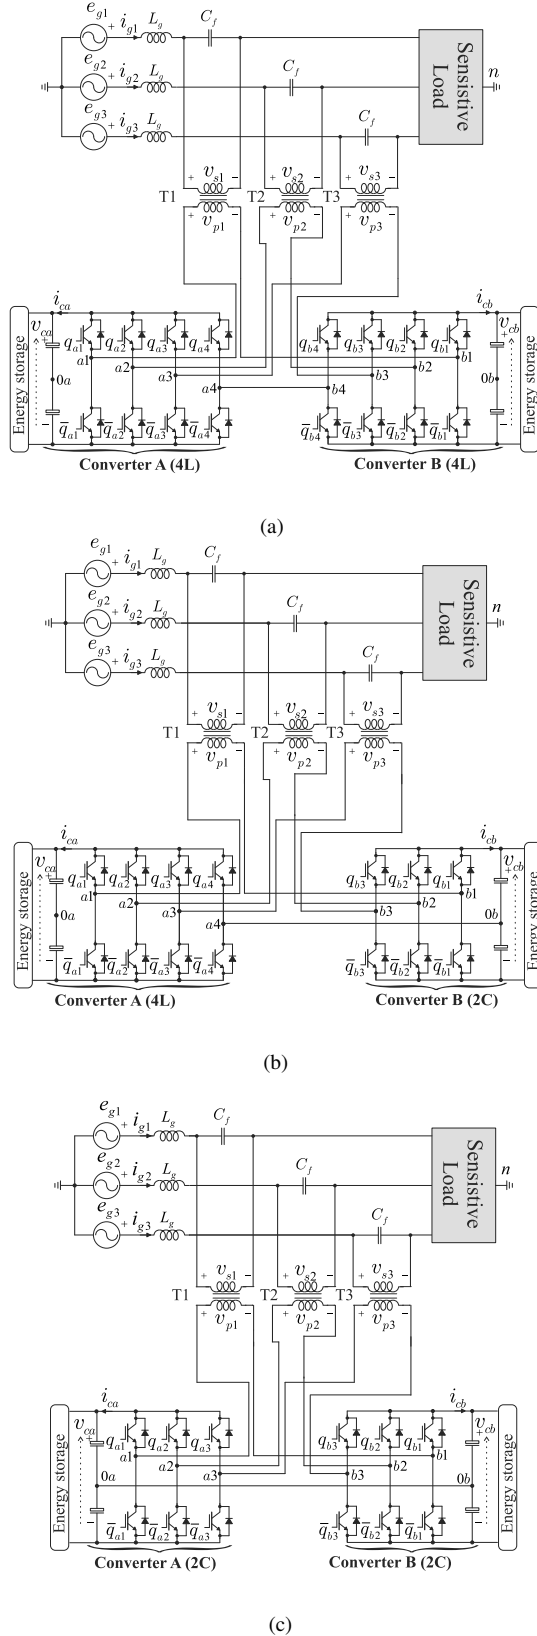 e_g1
+ i_g1 L_g C_f
e_g2
+ i_g2 L_g C_f n
e_g3
+ i_g3 L_g C_f
Sensistive
Load
+ v_s1 − + v_s2 − + v_s3 −
T1 T2 T3
+ v_p1 − + v_p2 − + v_p3 −
i_ca i_cb
Energy storage v_ca + 0a − q_a1 q_a2 q_a3 q_a4 q_b4 q_b3 q_b2 q_b1 v_cb + 0b − Energy storage
a1 a2 a3 a4 b4 b3 b2 b1
q̅_a1 q̅_a2 q̅_a3 q̅_a4 q̅_b4 q̅_b3 q̅_b2 q̅_b1
Converter A (4L) Converter B (4L)
(a)
e_g1
+ i_g1 L_g C_f
e_g2
+ i_g2 L_g C_f n
e_g3
+ i_g3 L_g C_f
Sensistive
Load
+ v_s1 − + v_s2 − + v_s3 −
T1 T2 T3
+ v_p1 − + v_p2 − + v_p3 −
i_ca i_cb
Energy storage v_ca + 0a − q_a1 q_a2 q_a3 q_a4 q_b3 q_b2 q_b1 v_cb + 0b − Energy storage
a1 a2 a3 a4 b3 b2 b1
q̅_a1 q̅_a2 q̅_a3 q̅_a4 q̅_b3 q̅_b2 q̅_b1
Converter A (4L) Converter B (2C)
(b)
e_g1
+ i_g1 L_g C_f
e_g2
+ i_g2 L_g C_f n
e_g3
+ i_g3 L_g C_f
Sensistive
Load
+ v_s1 − + v_s2 − + v_s3 −
T1 T2 T3
+ v_p1 − + v_p2 − + v_p3 −
i_ca i_cb
Energy storage v_ca + 0a − q_a1 q_a2 q_a3 q_b3 q_b2 q_b1 v_cb + 0b − Energy storage
a1 a2 a3 b3 b2 b1
q̅_a1 q̅_a2 q̅_a3 q̅_b3 q̅_b2 q̅_b1
Converter A (2C) Converter B (2C)
(c)